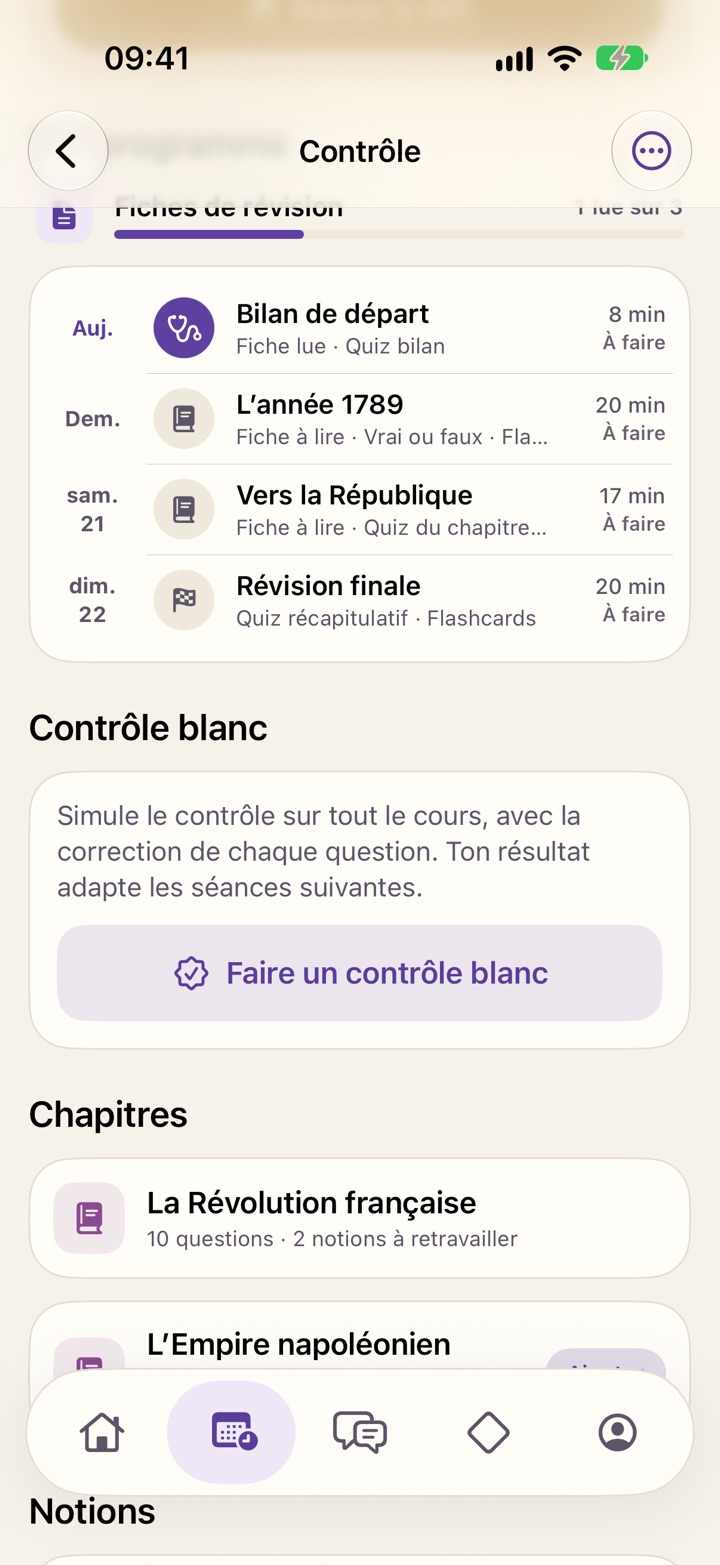 09:41
Contrôle
Fiches de révision
1 lue sur 3
Auj.
Bilan de départ
8 min
Fiche lue · Quiz bilan
À faire
Dem.
L’année 1789
20 min
Fiche à lire · Vrai ou faux · Fla…
À faire
sam.
21
Vers la République
17 min
Fiche à lire · Quiz du chapitre…
À faire
dim.
22
Révision finale
20 min
Quiz récapitulatif · Flashcards
À faire
Contrôle blanc
Simule le contrôle sur tout le cours, avec la
correction de chaque question. Ton résultat
adapte les séances suivantes.
Faire un contrôle blanc
Chapitres
La Révolution française
10 questions · 2 notions à retravailler
L’Empire napoléonien
Notions